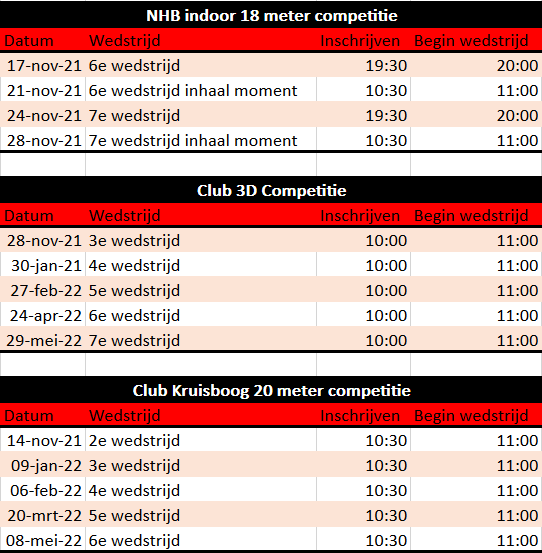 NHB indoor 18 meter competitie
Datum Wedstrijd Inschrijven Begin wedstrijd
17-nov-21 6e wedstrijd 19:30 20:00
21-nov-21 6e wedstrijd inhaal moment 10:30 11:00
24-nov-21 7e wedstrijd 19:30 20:00
28-nov-21 7e wedstrijd inhaal moment 10:30 11:00
Club 3D Competitie
Datum Wedstrijd Inschrijven Begin wedstrijd
28-nov-21 3e wedstrijd 10:00 11:00
30-jan-21 4e wedstrijd 10:00 11:00
27-feb-22 5e wedstrijd 10:00 11:00
24-apr-22 6e wedstrijd 10:00 11:00
29-mei-22 7e wedstrijd 10:00 11:00
Club Kruisboog 20 meter competitie
Datum Wedstrijd Inschrijven Begin wedstrijd
14-nov-21 2e wedstrijd 10:30 11:00
09-jan-22 3e wedstrijd 10:30 11:00
06-feb-22 4e wedstrijd 10:30 11:00
20-mrt-22 5e wedstrijd 10:30 11:00
08-mei-22 6e wedstrijd 10:30 11:00